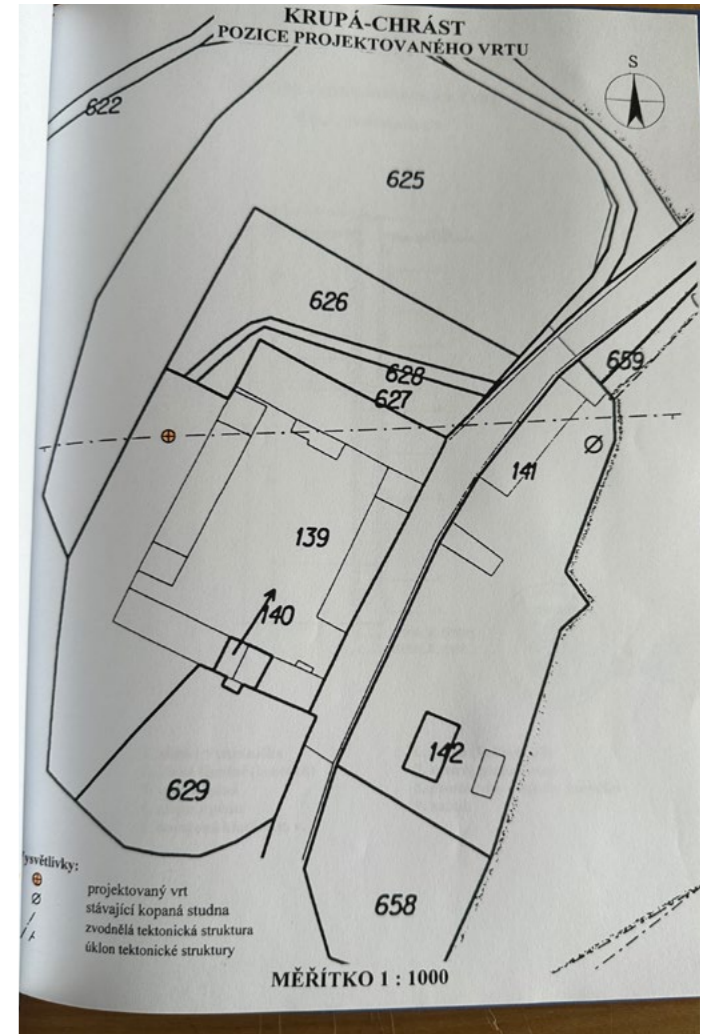 KRUPÁ-CHRÁST
POZICE PROJEKTOVANÉHO VRTU
S
622
625
626
628
627
659
141
139
140
142
629
658
Vysvětlivky:
projektovaný vrt
stávající kopaná studna
zvodnělá tektonická struktura
úklon tektonické struktury
MĚŘÍTKO 1 : 1000